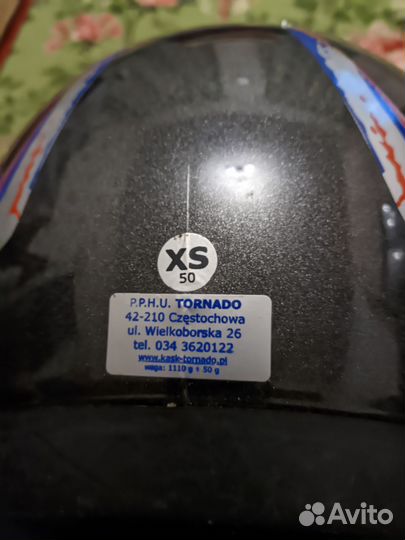 XS
50
P.P.H.U. TORNADO
42-210 Częstochowa
ul. Wielkoborska 26
tel. 034 3620122
www.kask-tornado.pl
waga: 1110 g ± 50 g
Avito